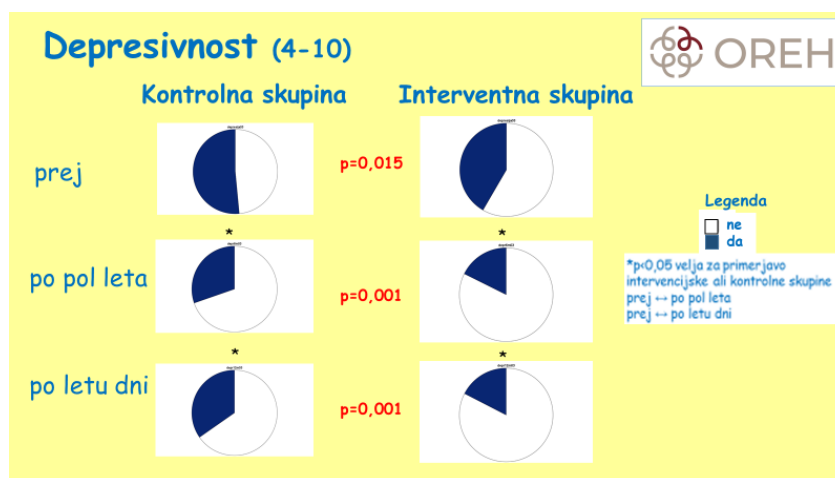 Depresivnost (4-10)
OREH
Kontrolna skupina
Interventna skupina
prej
p=0,015
Legenda
ne
da
*p<0,05 velja za primerjavo
intervencijske ali kontrolne skupine
prej ↔ po pol leta
prej ↔ po letu dni
*
*
po pol leta
p=0,001
*
*
po letu dni
p=0,001